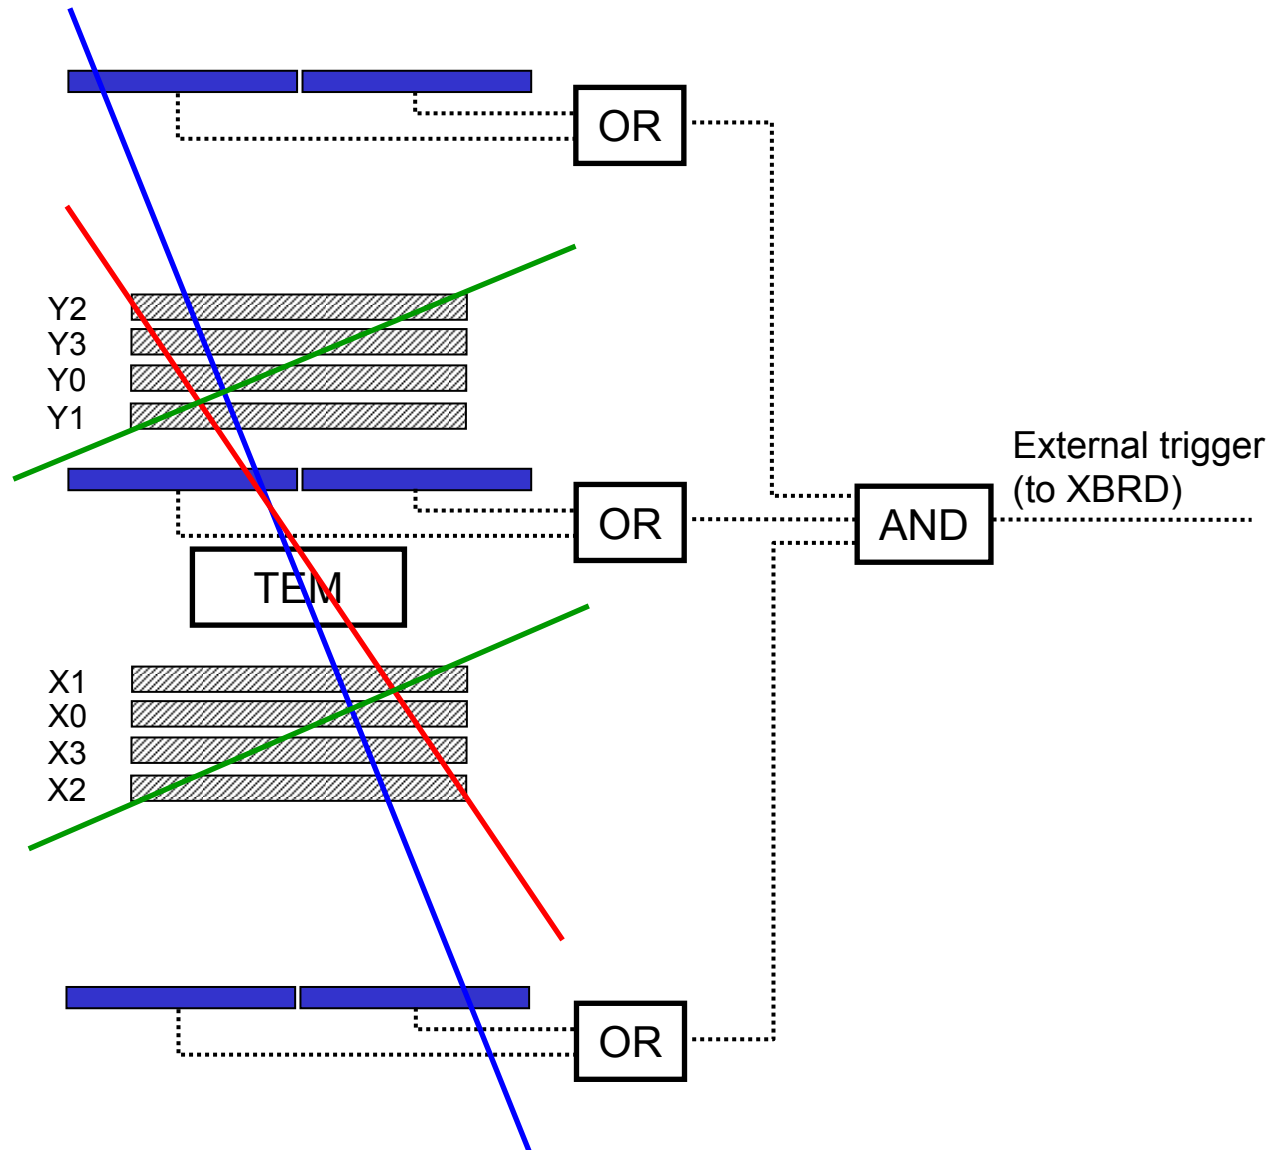 OR
Y2
Y3
Y0
Y1
External trigger
(to XBRD)
OR
AND
TEM
X1
X0
X3
X2
OR